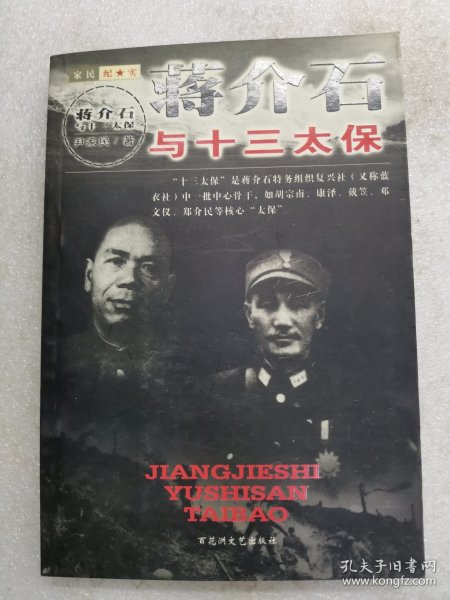 家民纪★实
蒋介石
与十三太保
蒋介石
与十三太保
尹家民/著
“十三太保”是蒋介石特务组织复兴社（又称蓝
衣社）中一批中心骨干，如胡宗南、康泽、戴笠、邓
文仪、郑介民等核心“太保”
JIANGJIESHI
YUSHISAN
TAIBAO
百花洲文艺出版社
孔夫子旧书网
www.kongfz.com